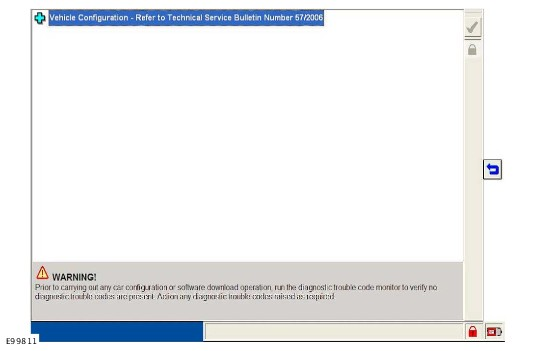 Vehicle Configuration - Refer to Technical Service Bulletin Number 57/2006
WARNING!
Prior to carrying out any car configuration or software download operation, run the diagnostic trouble code monitor to verify no
diagnostic trouble codes are present. Action any diagnostic trouble codes raised as required.
E99811